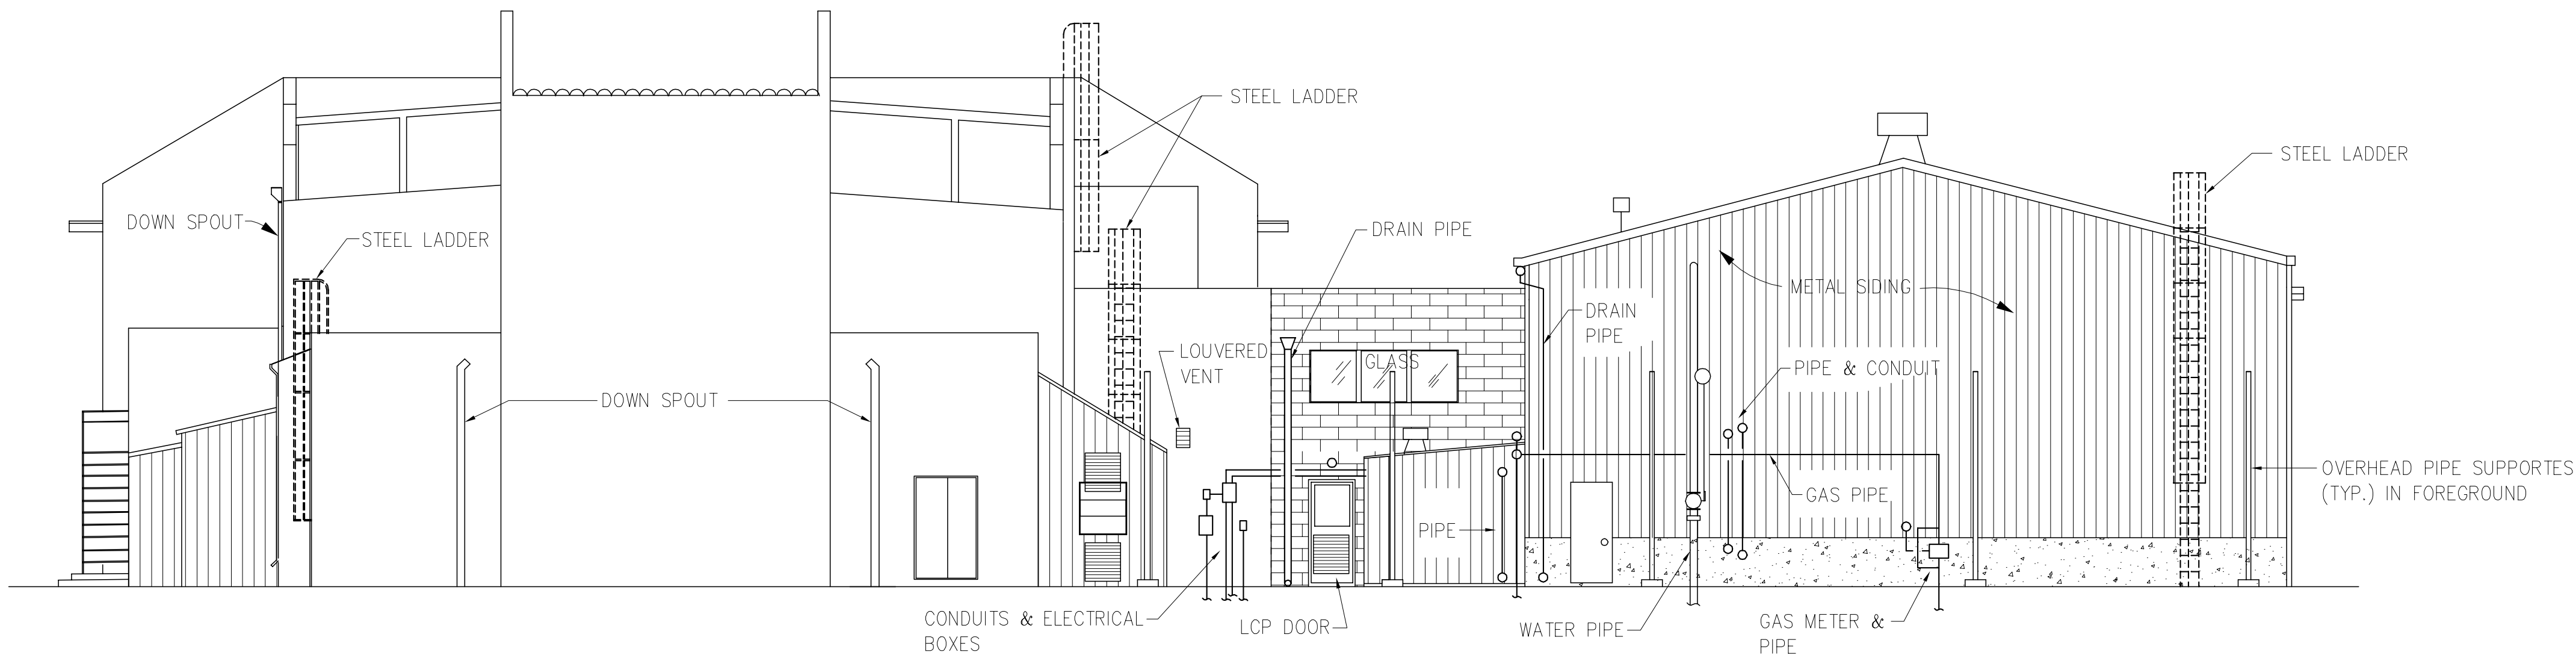 STEEL LADDER
STEEL LADDER
DOWN SPOUT
STEEL LADDER
DRAIN PIPE
METAL SIDING
DRAIN
PIPE
LOUVERED
VENT
GLASS
PIPE & CONDUIT
DOWN SPOUT
OVERHEAD PIPE SUPPORTES
(TYP.) IN FOREGROUND
GAS PIPE
PIPE
CONDUITS & ELECTRICAL
BOXES
LCP DOOR
WATER PIPE
GAS METER &
PIPE